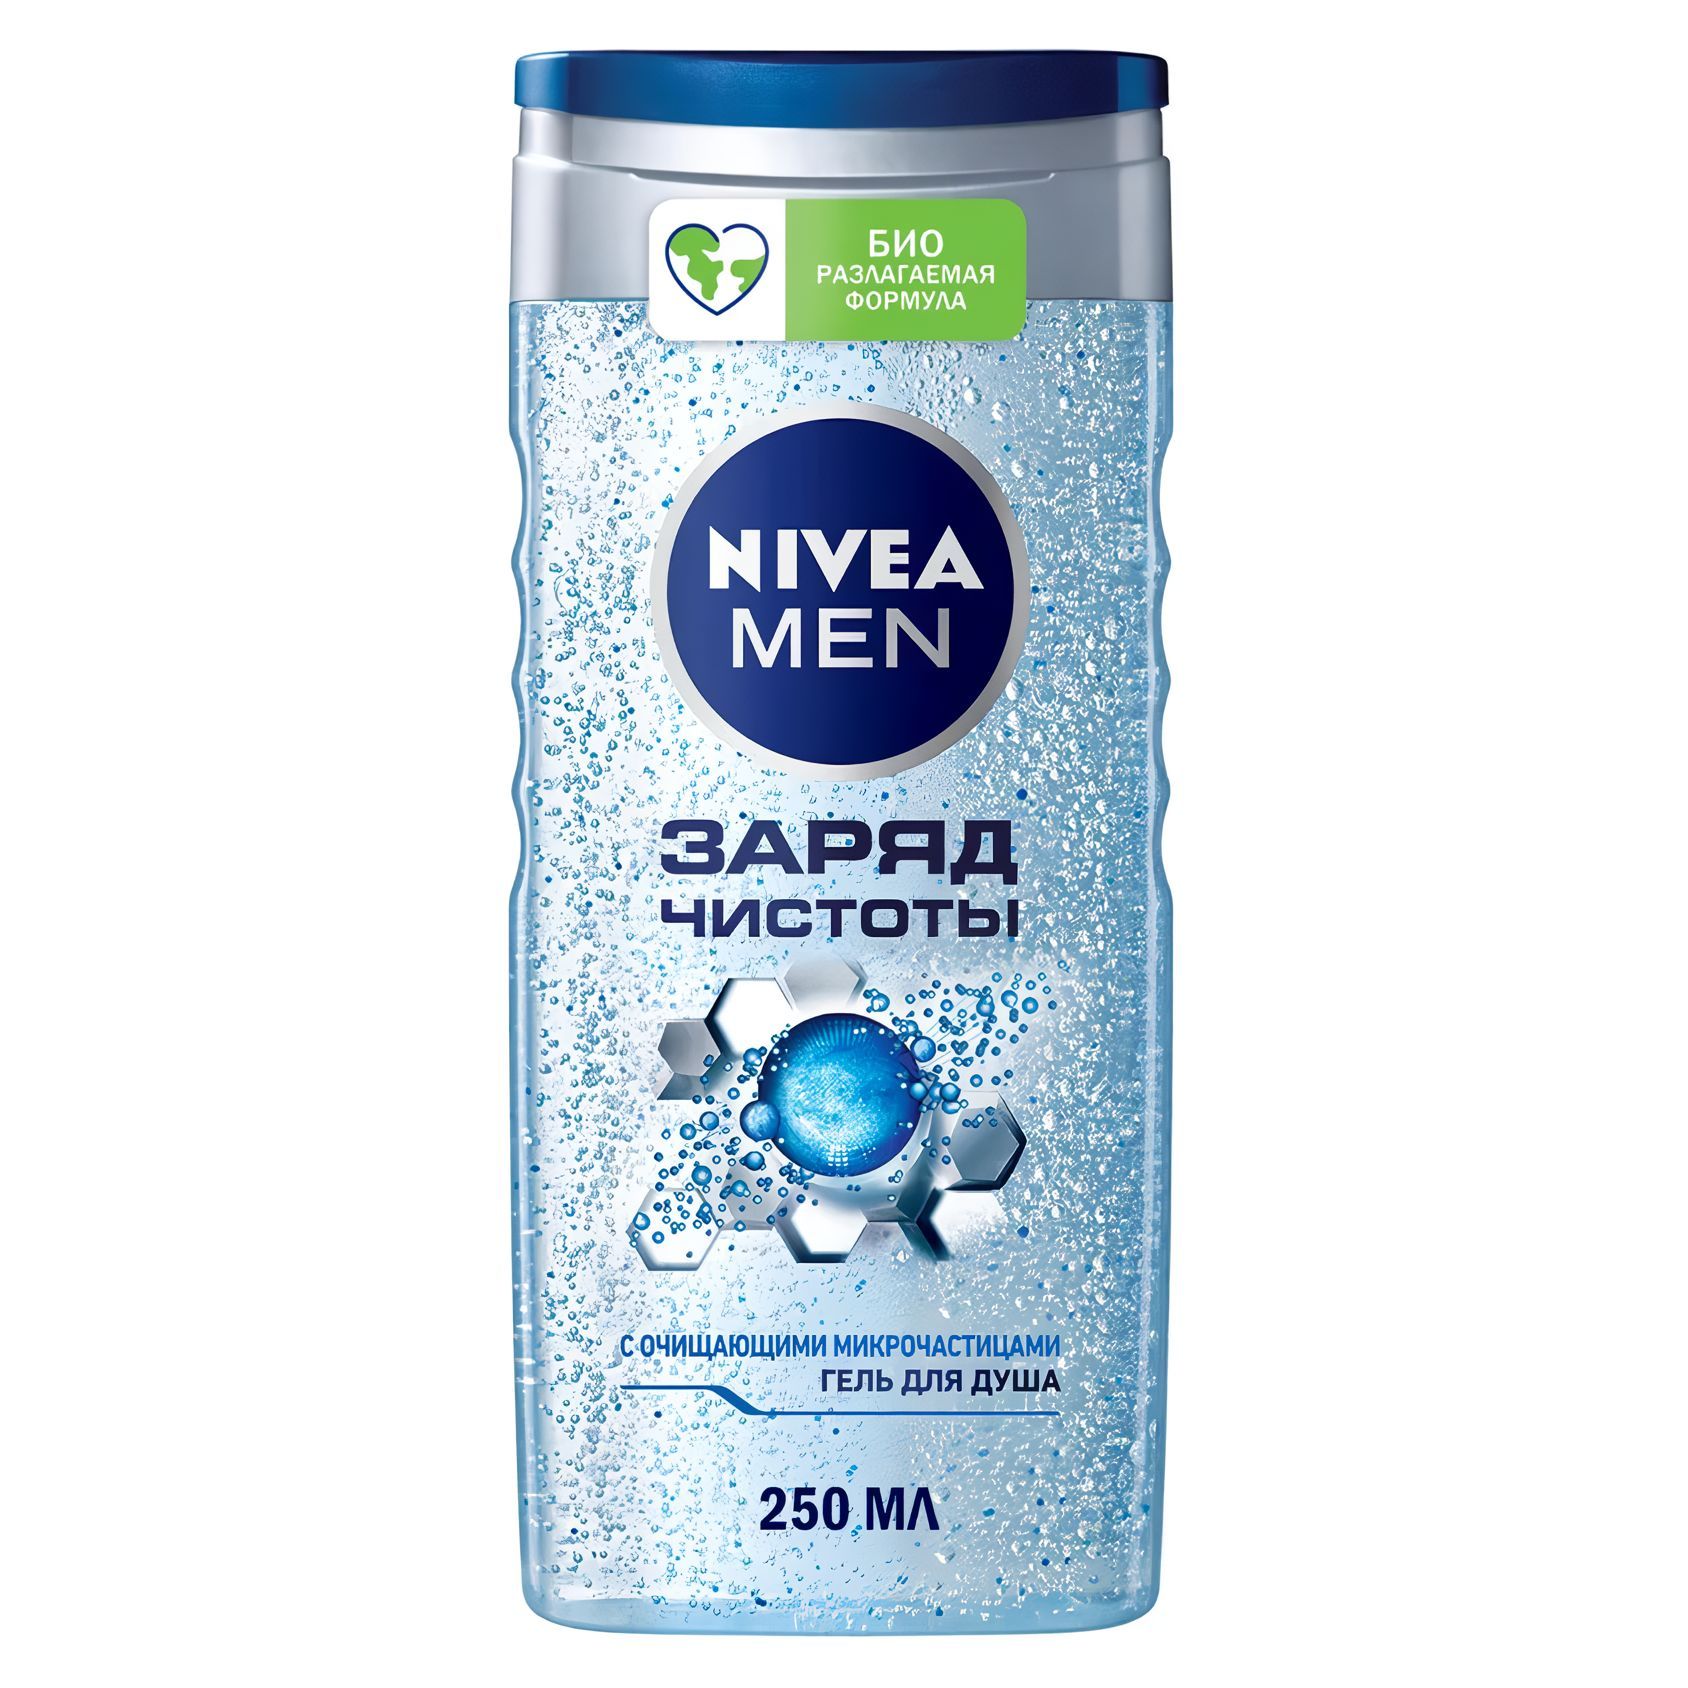 БИО
РАЗЛАГАЕМАЯ
ФОРМУЛА
NIVEA
MEN
ЗАРЯД
ЧИСТОТЫ
С ОЧИЩАЮЩИМИ МИКРОЧАСТИЦАМИ
ГЕЛЬ ДЛЯ ДУША
250 МЛ